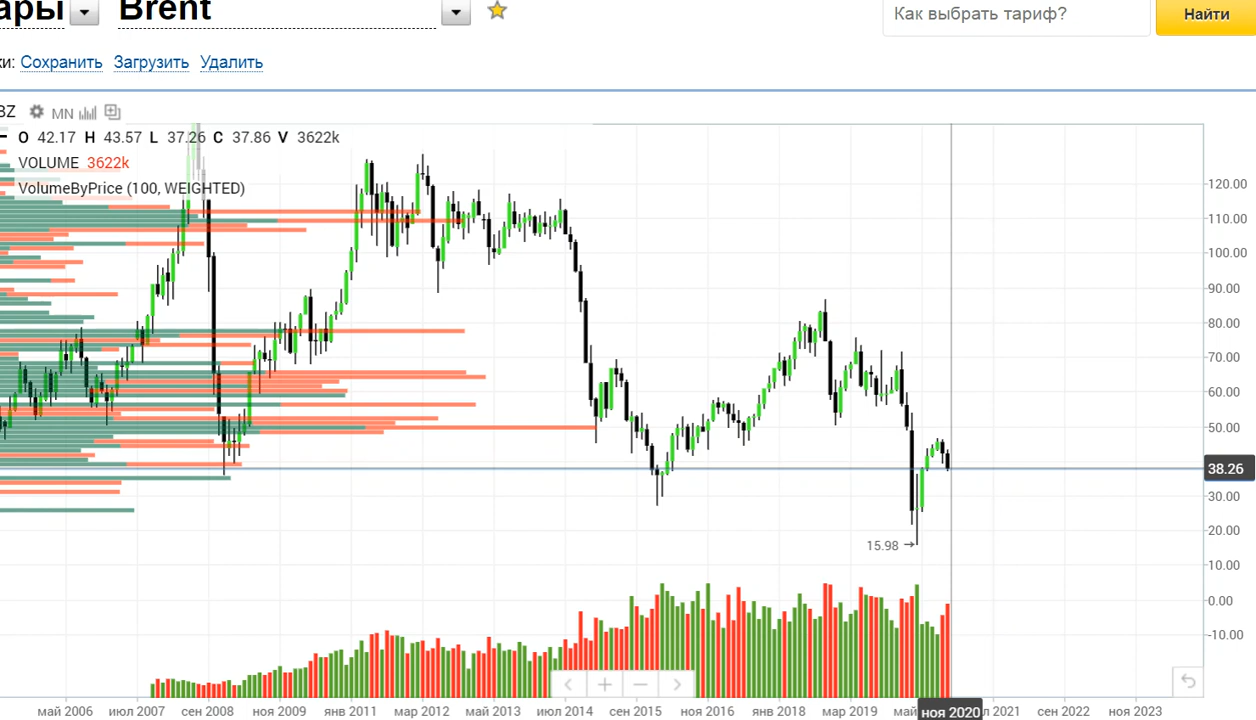 ары Brent
Как выбрать тариф?
Найти
ки: Сохранить Загрузить Удалить
BZ MN
O 42.17 H 43.57 L 37.26 C 37.86 V 3622k
VOLUME 3622k
VolumeByPrice (100, WEIGHTED)
120.00
110.00
100.00
90.00
80.00
70.00
60.00
50.00
38.26
30.00
20.00
15.98
10.00
0.00
-10.00
май 2006 июл 2007 сен 2008 ноя 2009 янв 2011 мар 2012 май 2013 июл 2014 сен 2015 ноя 2016 янв 2018 мар 2019 май ноя 2020 л 2021 сен 2022 ноя 2023